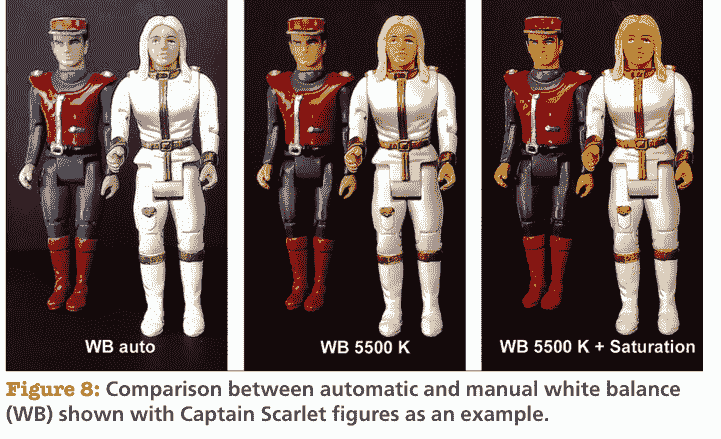 WB auto
WB 5500 K
WB 5500 K + Saturation
Figure 8: Comparison between automatic and manual white balance
(WB) shown with Captain Scarlet figures as an example.